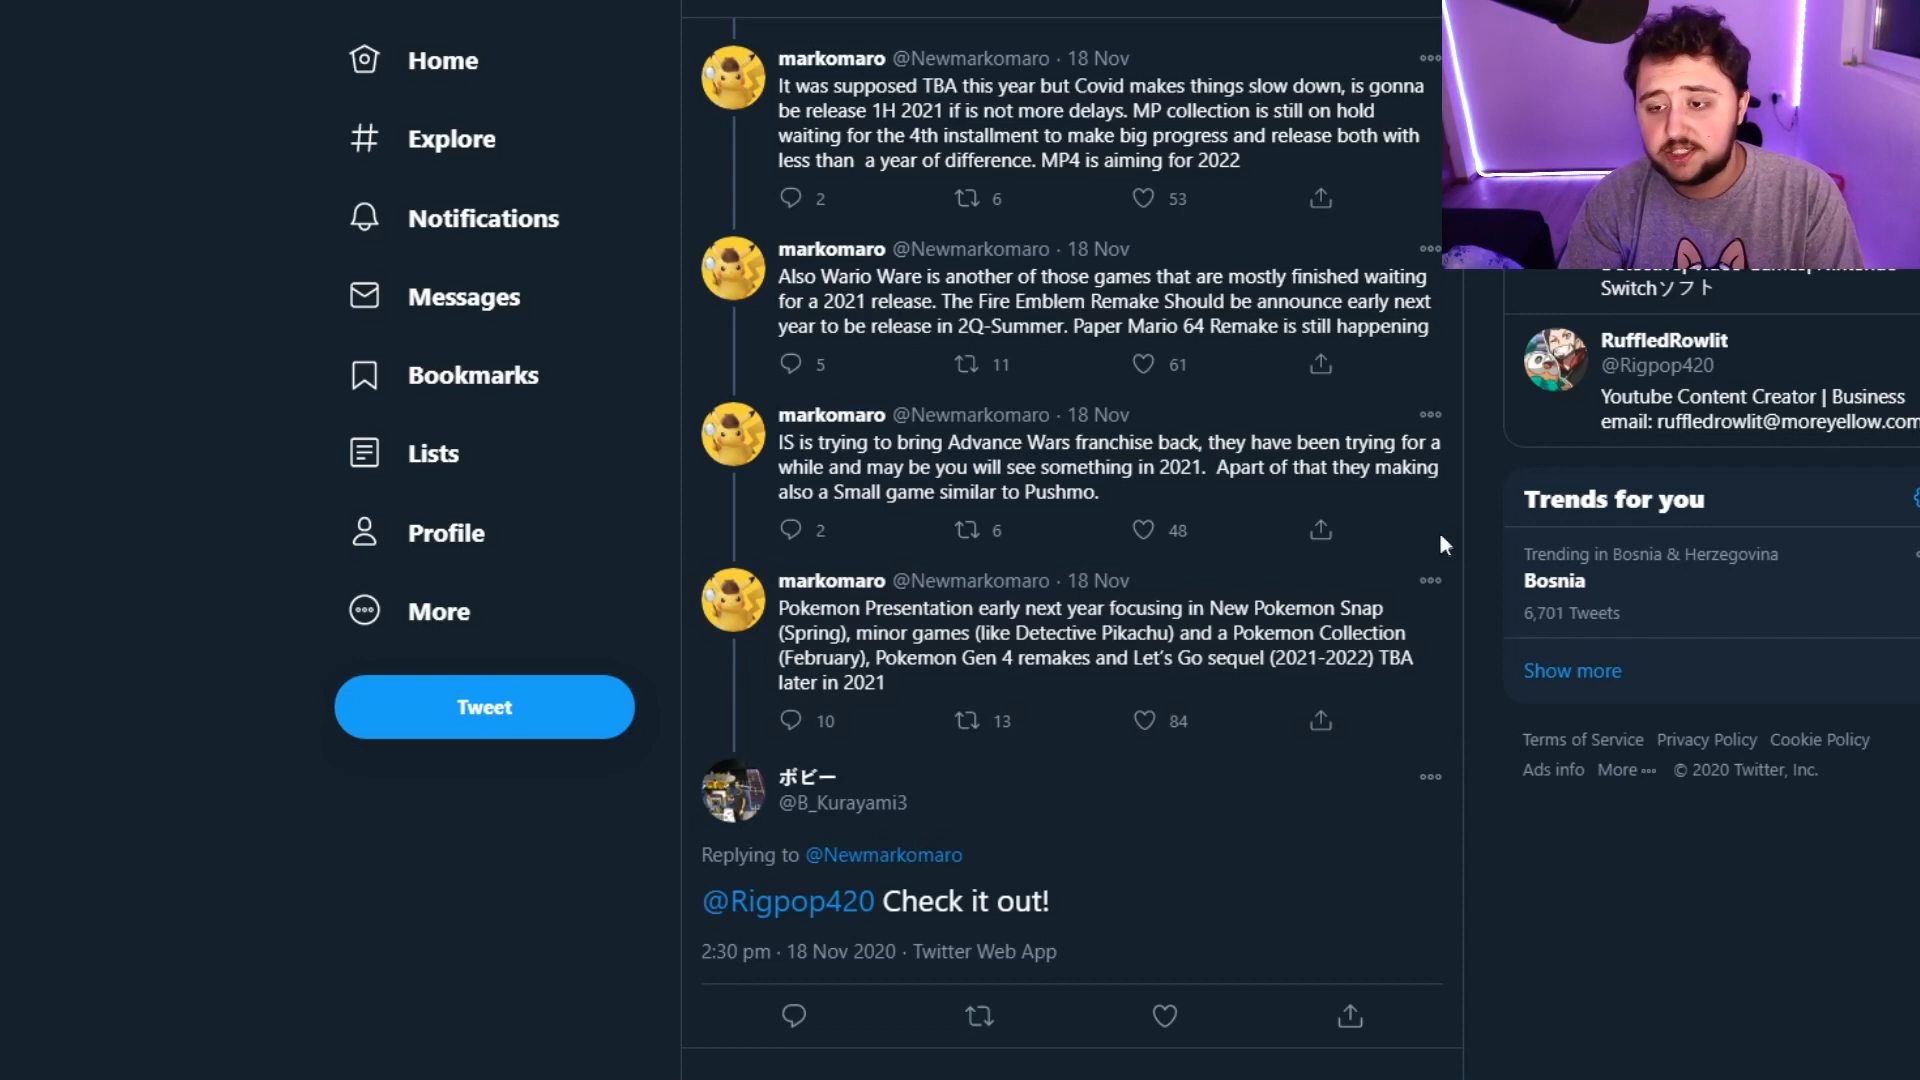 Home
Explore
Notifications
Messages
Bookmarks
Lists
Profile
More
Tweet
markomaro @Newmarkomaro · 18 Nov
It was supposed TBA this year but Covid makes things slow down, is gonna
be release 1H 2021 if is not more delays. MP collection is still on hold
waiting for the 4th installment to make big progress and release both with
less than a year of difference. MP4 is aiming for 2022
2 6 53
markomaro @Newmarkomaro · 18 Nov
Also Wario Ware is another of those games that are mostly finished waiting
for a 2021 release. The Fire Emblem Remake Should be announce early next
year to be release in 2Q-Summer. Paper Mario 64 Remake is still happening
5 11 61
markomaro @Newmarkomaro · 18 Nov
IS is trying to bring Advance Wars franchise back, they have been trying for a
while and may be you will see something in 2021. Apart of that they making
also a Small game similar to Pushmo.
2 6 48
markomaro @Newmarkomaro · 18 Nov
Pokemon Presentation early next year focusing in New Pokemon Snap
(Spring), minor games (like Detective Pikachu) and a Pokemon Collection
(February), Pokemon Gen 4 remakes and Let's Go sequel (2021-2022) TBA
later in 2021
10 13 84
ボビー
@B_Kurayami3
Replying to @Newmarkomaro
@Rigpop420 Check it out!
2:30 pm · 18 Nov 2020 · Twitter Web App
Switchソフト
RuffledRowlit
@Rigpop420
Youtube Content Creator | Business
email: ruffledrowlit@moreyellow.com
Trends for you
Trending in Bosnia & Herzegovina
Bosnia
6,701 Tweets
Show more
Terms of Service Privacy Policy Cookie Policy
Ads info More © 2020 Twitter, Inc.